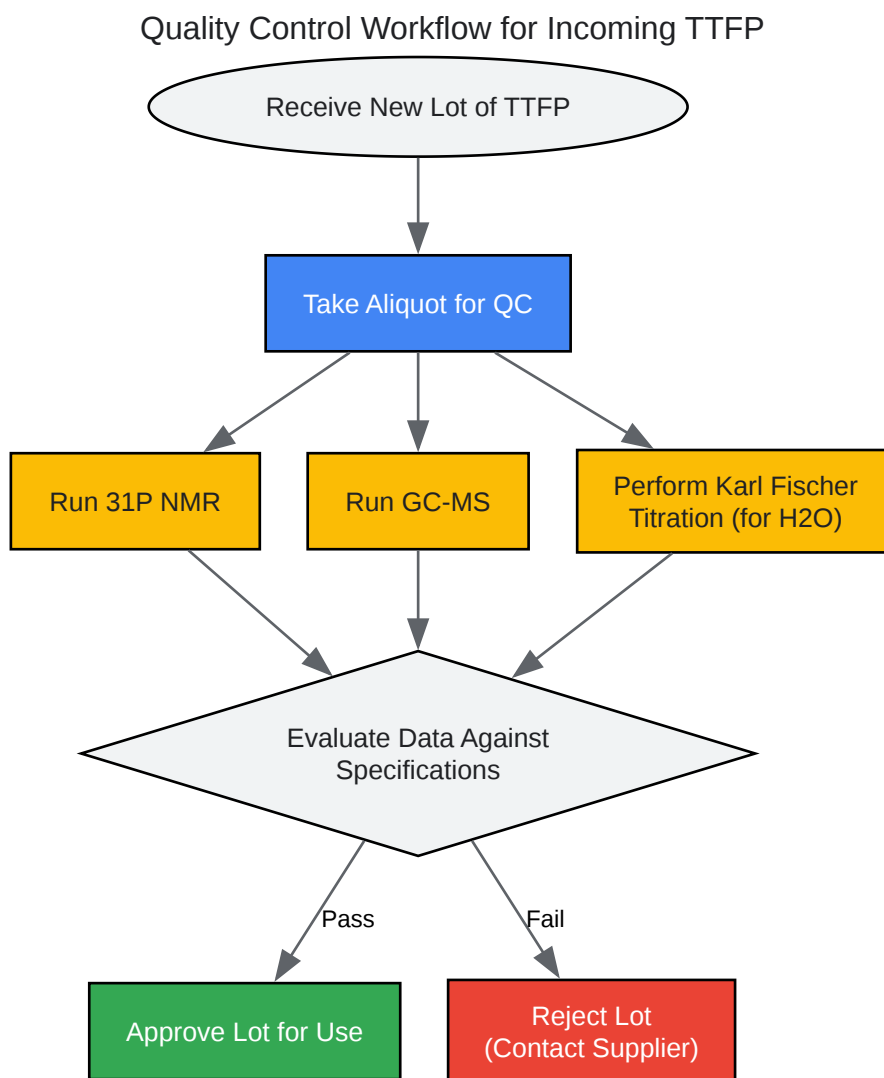 Quality Control Workflow for Incoming TTFP
Receive New Lot of TTFP
Take Aliquot for QC
Run 31P NMR
Run GC-MS
Perform Karl Fischer
Titration (for H2O)
Evaluate Data Against
Specifications
Pass
Fail
Approve Lot for Use
Reject Lot
(Contact Supplier)